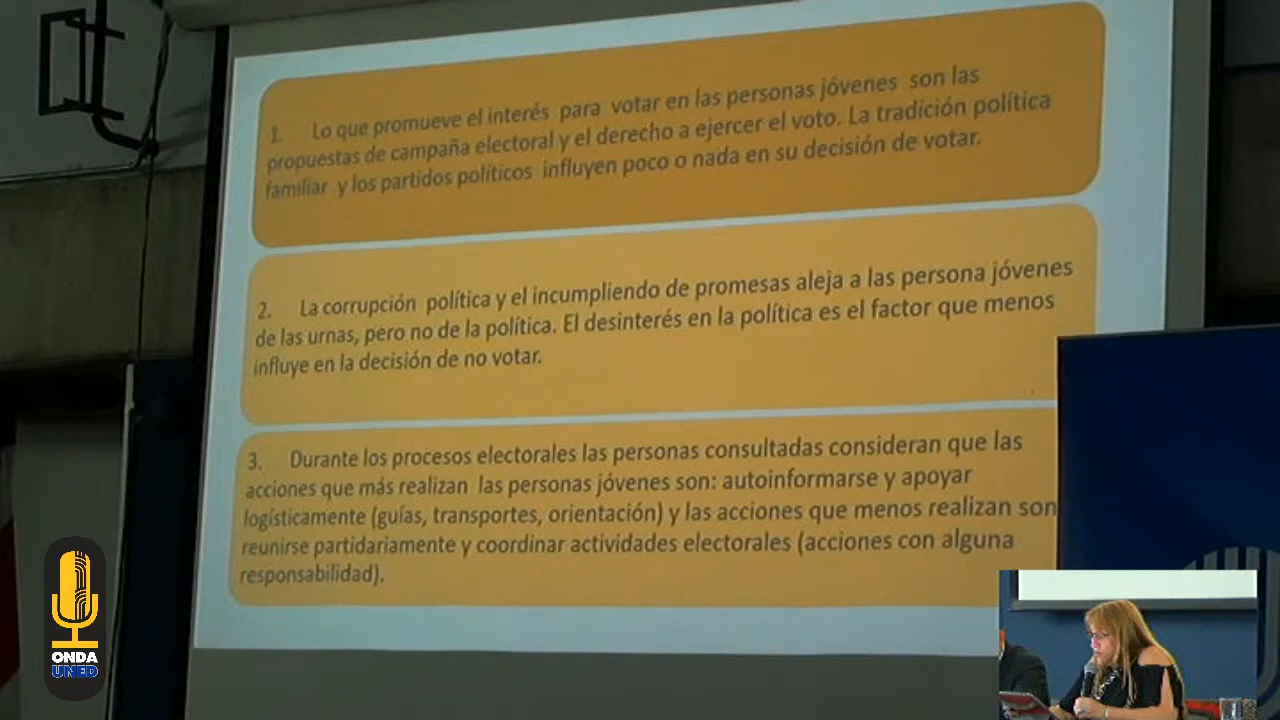 1. Lo que promueve el interés para votar en las personas jóvenes son las
propuestas de campaña electoral y el derecho a ejercer el voto. La tradición política
familiar y los partidos políticos influyen poco o nada en su decisión de votar.
2. La corrupción política y el incumpliendo de promesas aleja a las persona jóvenes
de las urnas, pero no de la política. El desinterés en la política es el factor que menos
influye en la decisión de no votar.
3. Durante los procesos electorales las personas consultadas consideran que las
acciones que más realizan las personas jóvenes son: autoinformarse y apoyar
logísticamente (guías, transportes, orientación) y las acciones que menos realizan son
reunirse partidariamente y coordinar actividades electorales (acciones con alguna
responsabilidad).
ONDA
UNED